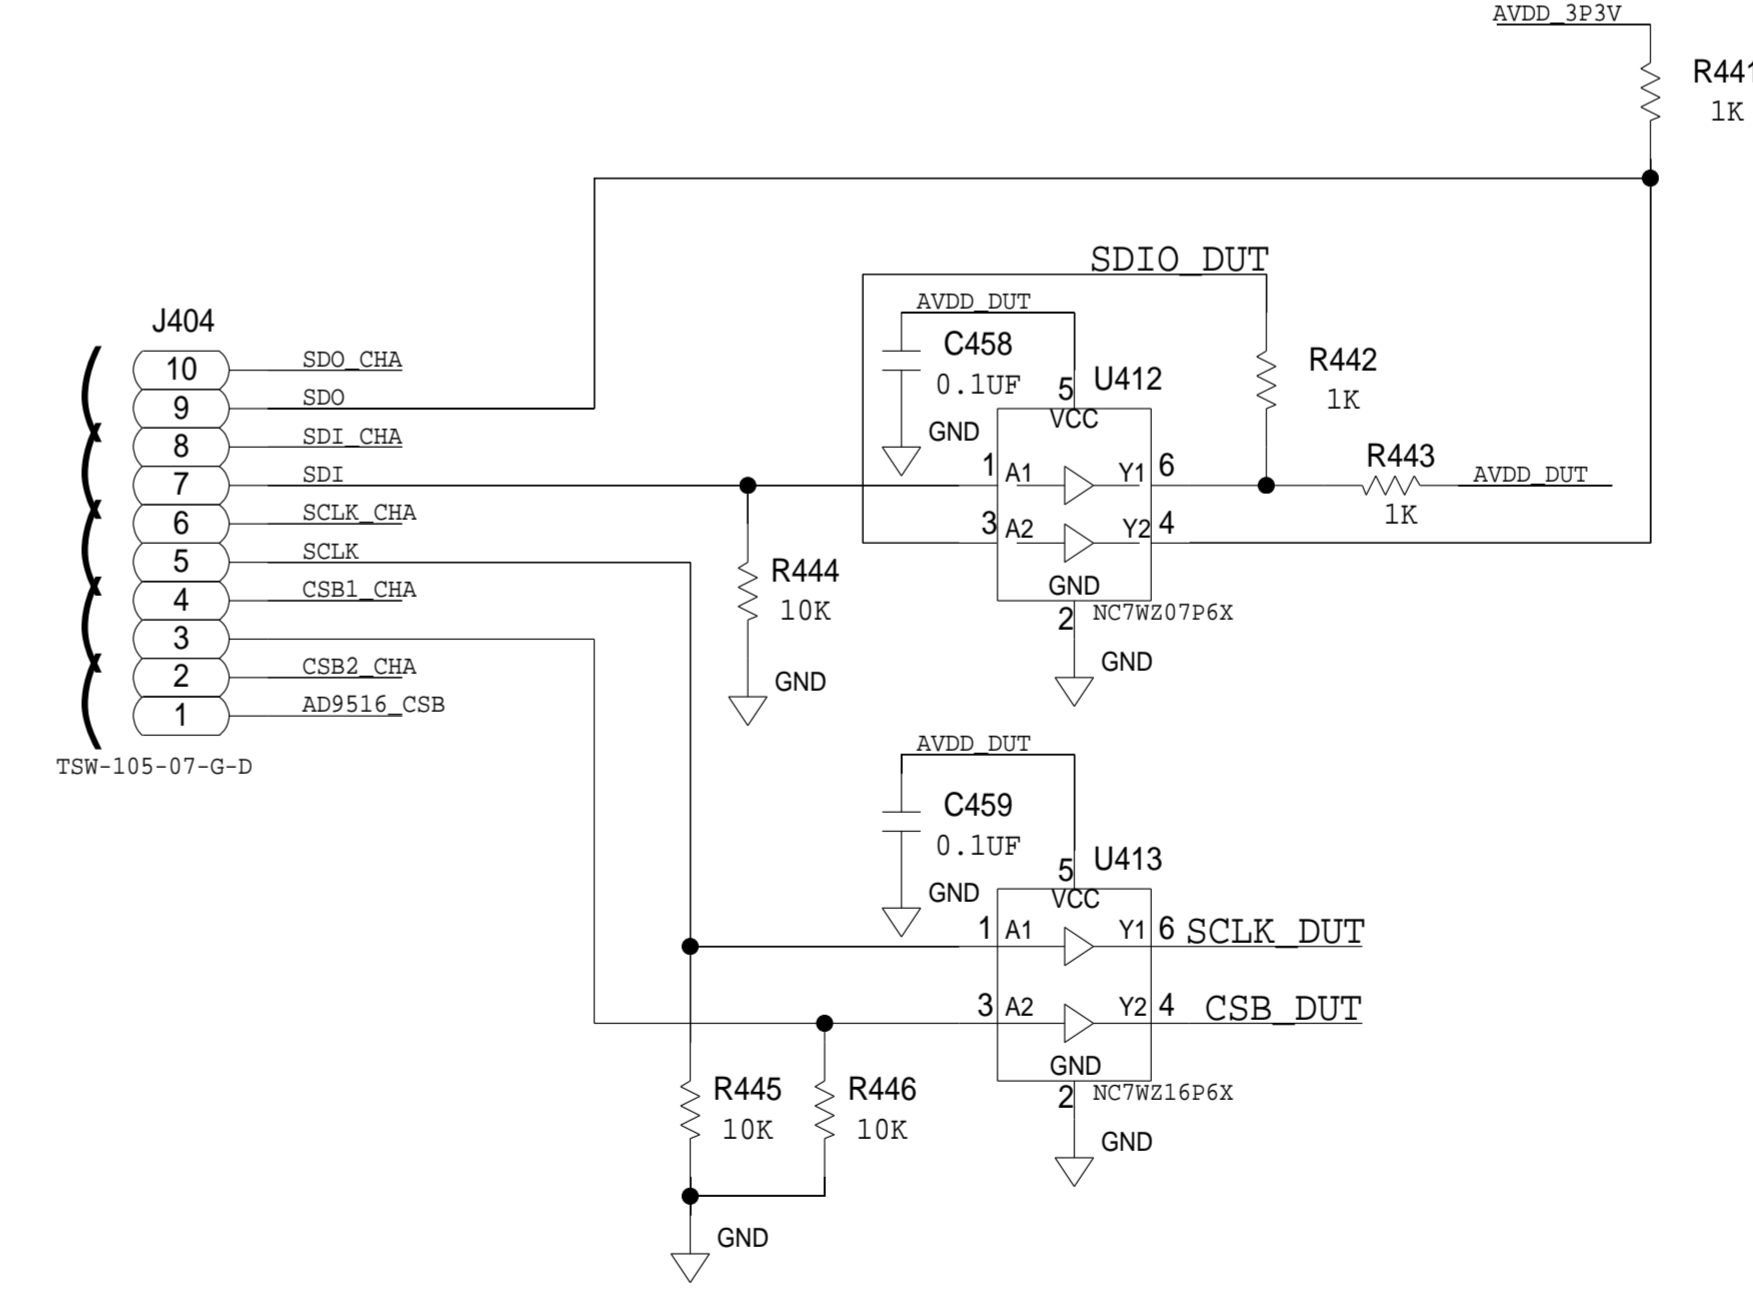 AVDD_3P3V
R441
1K
SDIO_DUT
AVDD_DUT
C458
0.1UF
GND
5
U412
VCC
R442
1K
J404
10 SDO_CHA
9 SDO
8 SDI_CHA
7 SDI
6 SCLK_CHA
5 SCLK
4 CSB1_CHA
3
2 CSB2_CHA
1 AD9516_CSB
TSW-105-07-G-D
1 A1 Y1 6
3 A2 Y2 4
R443
1K
AVDD_DUT
GND
2
NC7WZ07P6X
GND
R444
10K
GND
AVDD_DUT
C459
0.1UF
GND
5
U413
VCC
1 A1 Y1 6 SCLK_DUT
3 A2 Y2 4 CSB_DUT
GND
2
NC7WZ16P6X
GND
R445
10K
R446
10K
GND